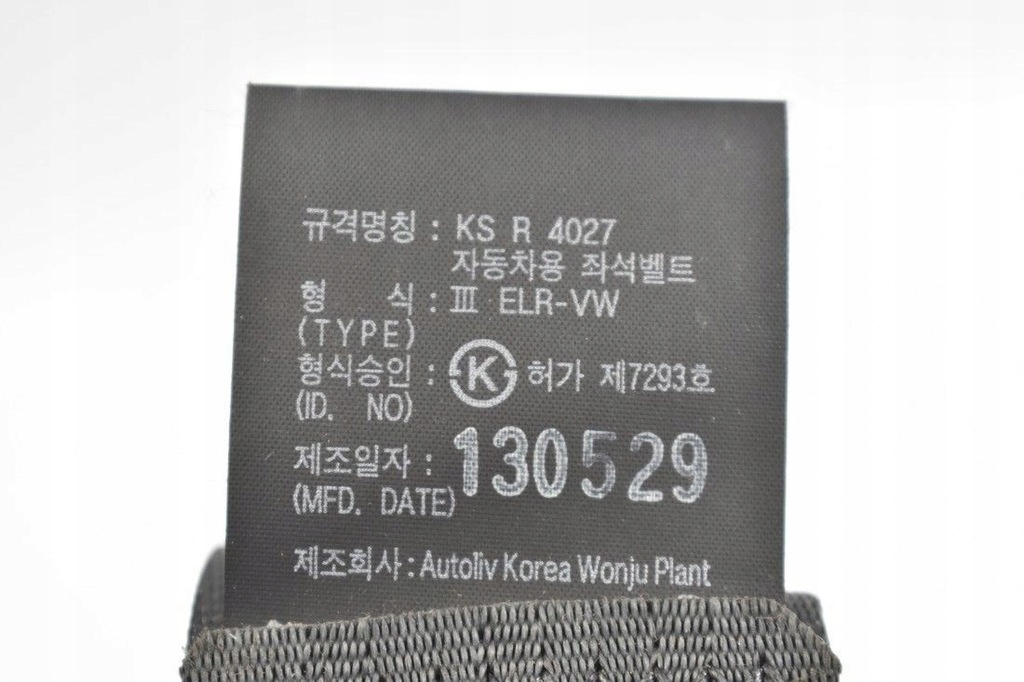 규격명칭 : KS R 4027
자동차용 좌석벨트
형 식 : Ⅲ ELR-VW
(TYPE)
형식승인 : K 허가 제7293호
(ID. NO)
제조일자 : 130529
(MFD. DATE)
제조회사 : Autoliv Korea Wonju Plant